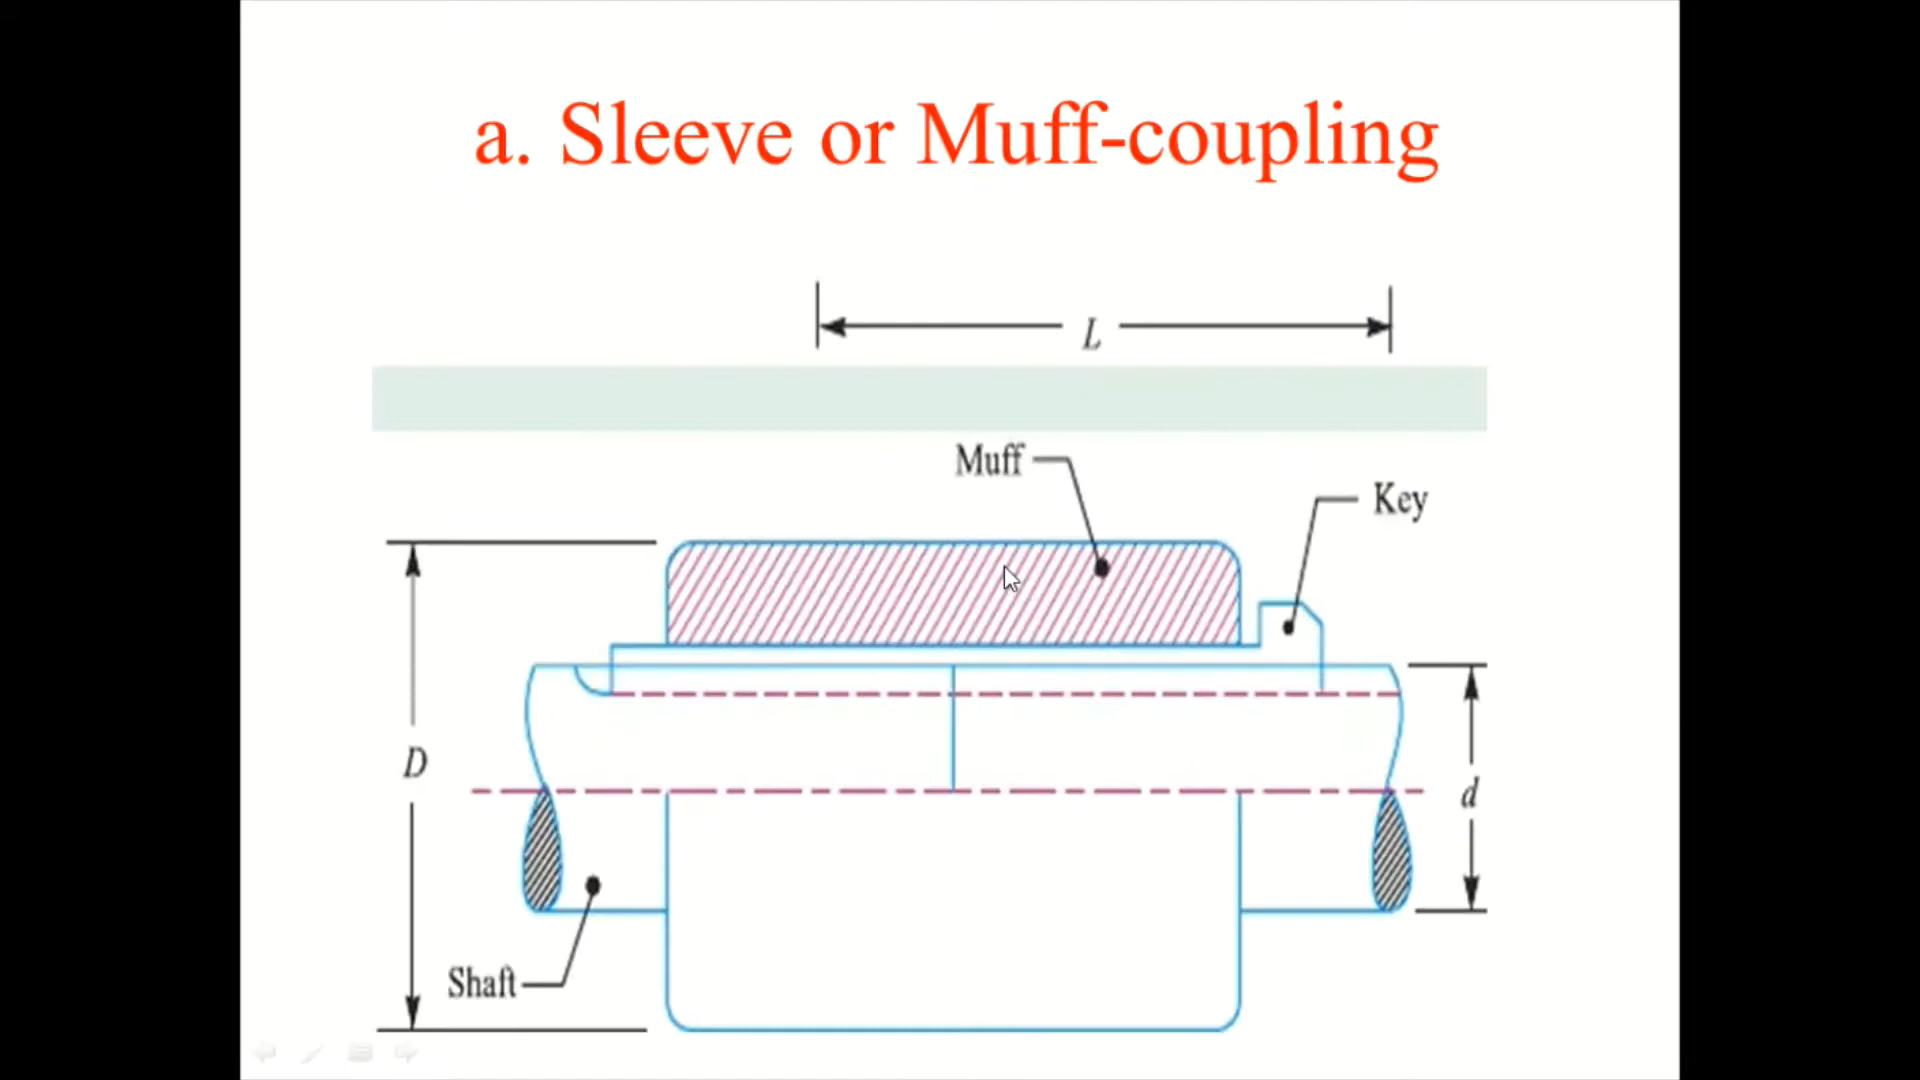 a. Sleeve or Muff-coupling
L
Muff
Key
D
d
Shaft